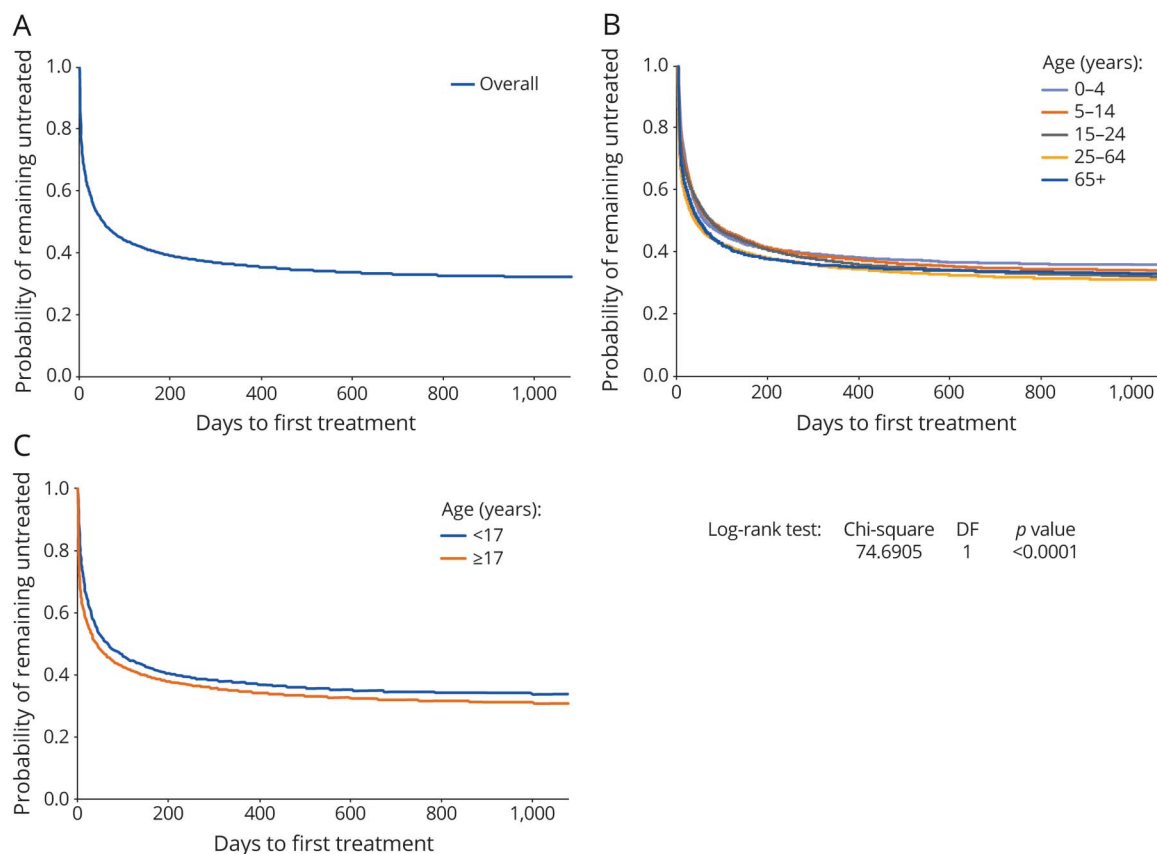 A
Probability of remaining untreated
1.0
0.8
0.6
0.4
0.2
0.0
Overall
0 200 400 600 800 1,000
Days to first treatment
B
Probability of remaining untreated
1.0
0.8
0.6
0.4
0.2
0.0
Age (years):
0–4
5–14
15–24
25–64
65+
0 200 400 600 800 1,000
Days to first treatment
C
Probability of remaining untreated
1.0
0.8
0.6
0.4
0.2
0.0
Age (years):
<17
≥17
0 200 400 600 800 1,000
Days to first treatment
Log-rank test: Chi-square DF p value
74.6905 1 <0.0001